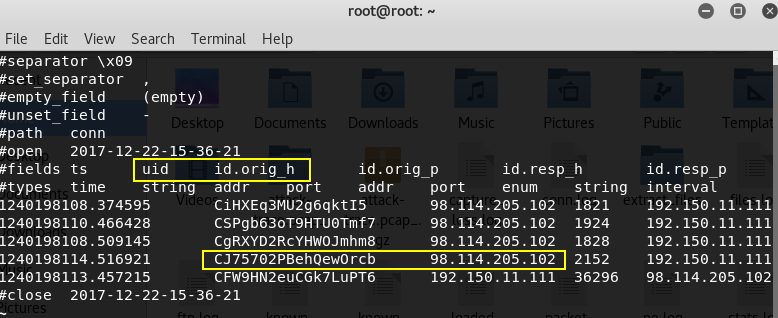 root@root: ~
File Edit View Search Terminal Help
#separator \x09
#set_separator ,
#empty_field (empty)
#unset_field -
#path conn
#open 2017-12-22-15-36-21
#fields ts uid id.orig_h id.orig_p id.resp_h id.resp_p
#types time string addr port addr port enum string interval
1240198108.374595 CiHXEq3MU2g6qktI5 98.114.205.102 1821 192.150.11.111
1240198110.466428 CSPgb63oT9HTU0Tmf7 98.114.205.102 1924 192.150.11.111
1240198108.509145 CgRXYD2RcYHWOJmhm8 98.114.205.102 1828 192.150.11.111
1240198114.516921 CJ75702PBehQewOrcb 98.114.205.102 2152 192.150.11.111
1240198113.457215 CFW9HN2euCGk7LuPT6 192.150.11.111 36296 98.114.205.102
#close 2017-12-22-15-36-21
Desktop Documents Downloads Music Pictures Public
Videos